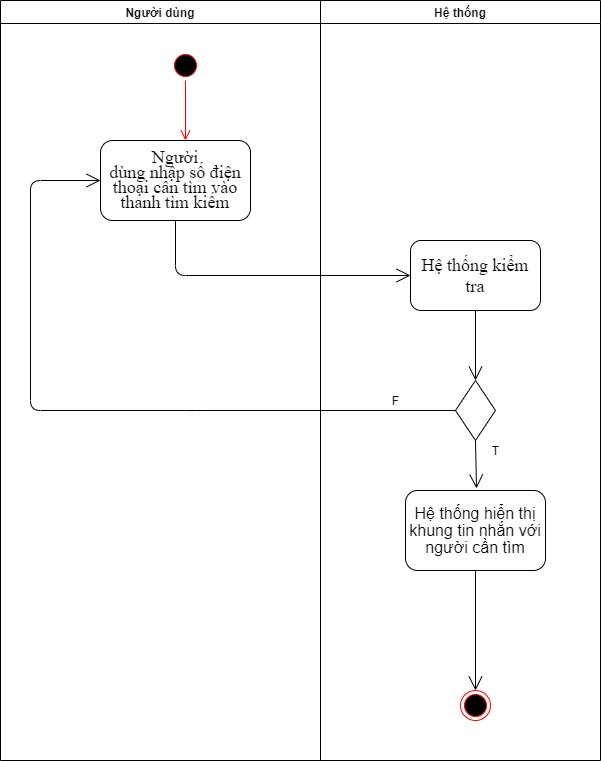 Người dùng
Hệ thống
Người
dùng nhập số điện
thoại cần tìm vào
thanh tìm kiếm
Hệ thống kiểm
tra
F
T
Hệ thống hiển thị
khung tin nhắn với
người cần tìm